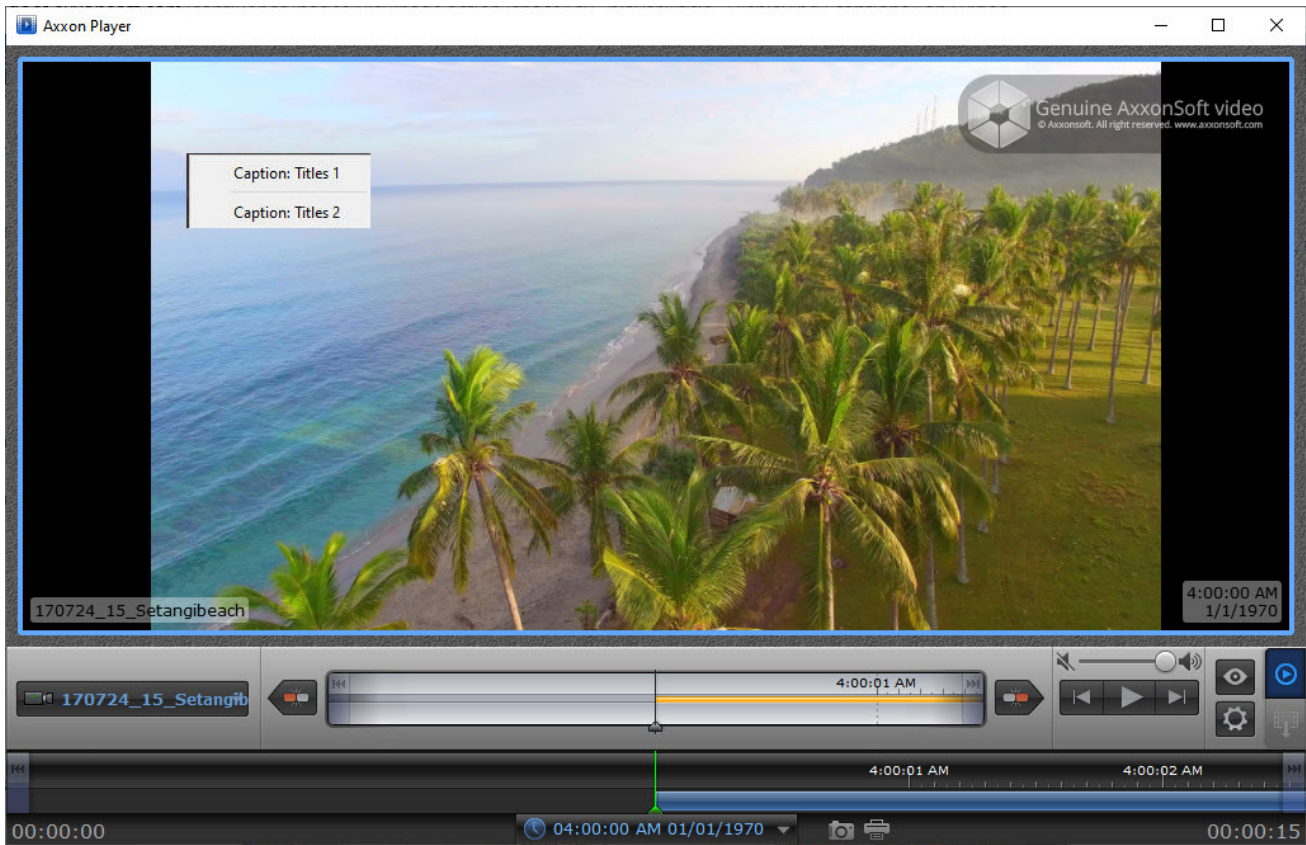 Axxon Player
Genuine AxxonSoft video
© Axxonsoft. All right reserved. www.axxonsoft.com
Caption: Titles 1
Caption: Titles 2
170724_15_Setangibeach
4:00:00 AM
1/1/1970
170724_15_Setangib
4:00:01 AM
4:00:01 AM
4:00:02 AM
00:00:00
04:00:00 AM 01/01/1970
00:00:15